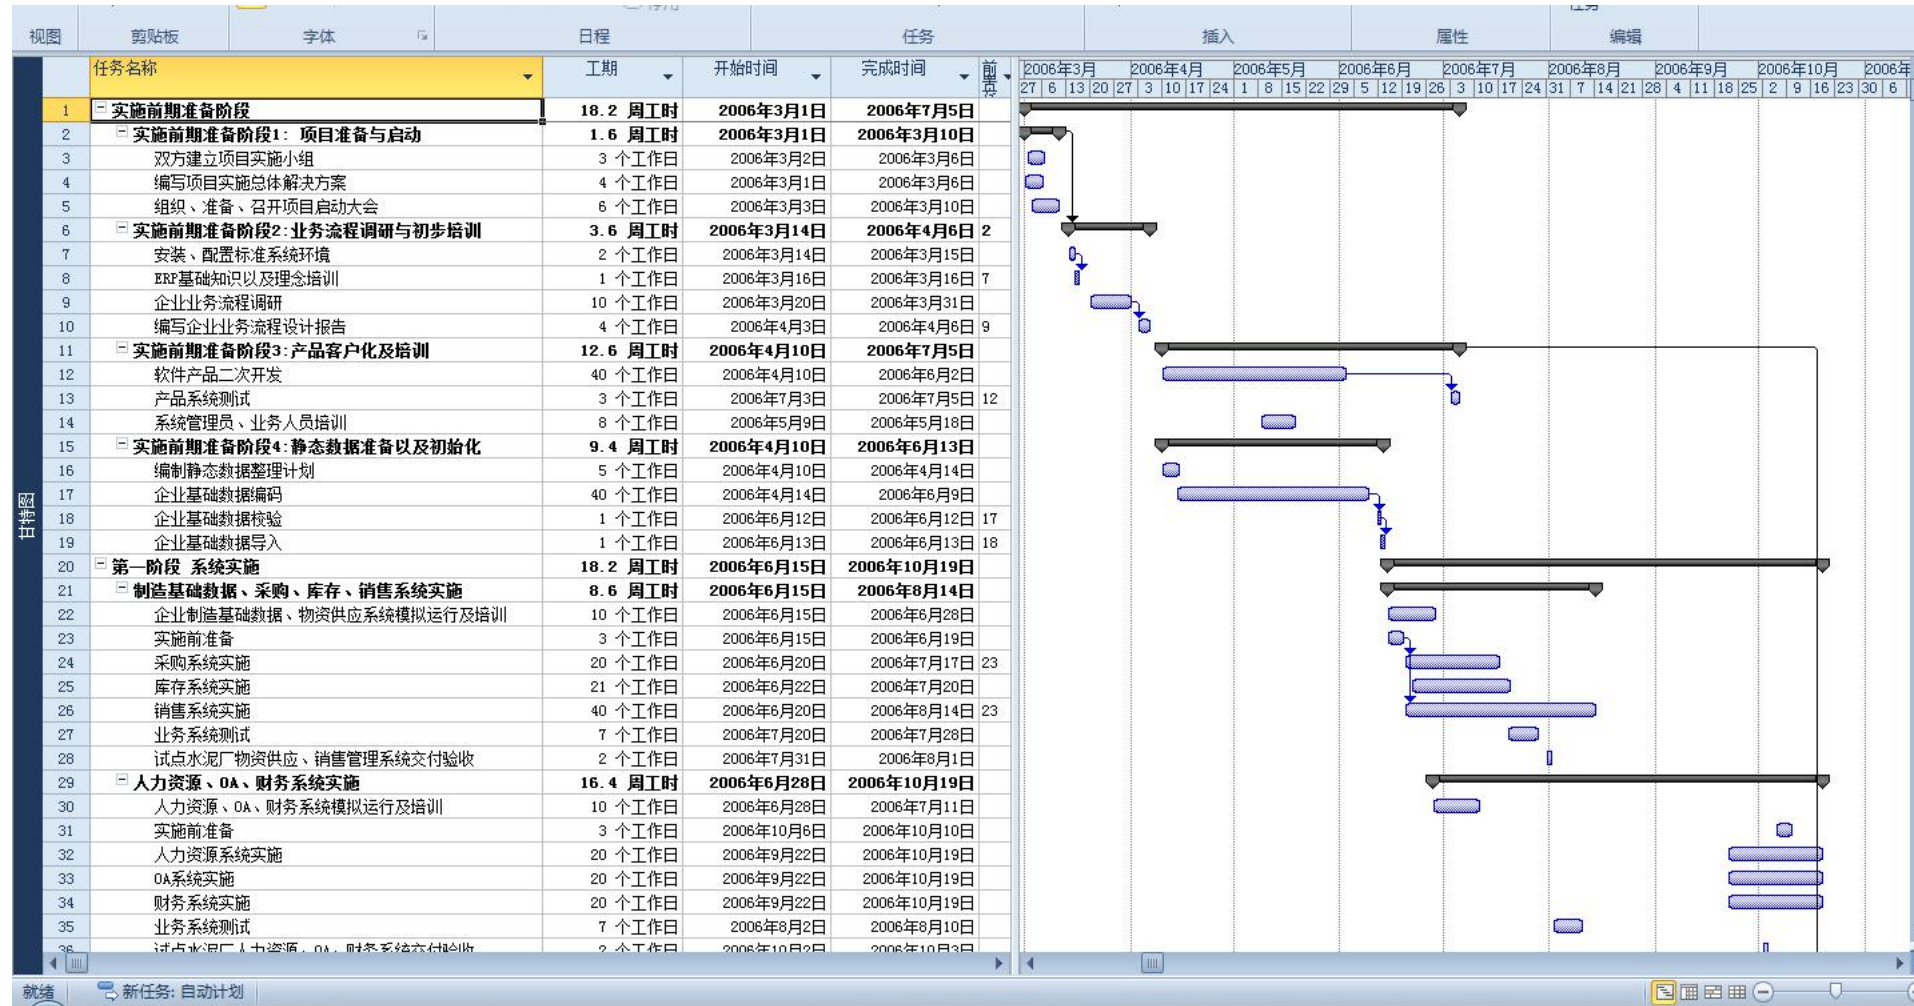 视图 剪贴板 字体 日程 任务 插入 属性 编辑
任务名称 工期 开始时间 完成时间 前 2006年3月 2006年4月 2006年5月 2006年6月 2006年7月 2006年8月 2006年9月 2006年10月 2006年
27 6 13 20 27 3 10 17 24 1 8 15 22 29 5 12 19 26 3 10 17 24 31 7 14 21 28 4 11 18 25 2 9 16 23 30 6
1 实施前期准备阶段 18.2 周工时 2006年3月1日 2006年7月5日
2 实施前期准备阶段1: 项目准备与启动 1.6 周工时 2006年3月1日 2006年3月10日
3 双方建立项目实施小组 3 个工作日 2006年3月2日 2006年3月6日
4 编写项目实施总体解决方案 4 个工作日 2006年3月1日 2006年3月6日
5 组织、准备、召开项目启动大会 6 个工作日 2006年3月3日 2006年3月10日
6 实施前期准备阶段2:业务流程调研与初步培训 3.6 周工时 2006年3月14日 2006年4月6日 2
7 安装、配置标准系统环境 2 个工作日 2006年3月14日 2006年3月15日
8 ERP基础知识以及理念培训 1 个工作日 2006年3月16日 2006年3月16日 7
9 企业业务流程调研 10 个工作日 2006年3月20日 2006年3月31日
10 编写企业业务流程设计报告 4 个工作日 2006年4月3日 2006年4月6日 9
11 实施前期准备阶段3:产品客户化及培训 12.6 周工时 2006年4月10日 2006年7月5日
12 软件产品二次开发 40 个工作日 2006年4月10日 2006年6月2日
13 产品系统测试 3 个工作日 2006年7月3日 2006年7月5日 12
14 系统管理员、业务人员培训 8 个工作日 2006年5月9日 2006年5月18日
15 实施前期准备阶段4:静态数据准备以及初始化 9.4 周工时 2006年4月10日 2006年6月13日
16 编制静态数据整理计划 5 个工作日 2006年4月10日 2006年4月14日
17 企业基础数据编码 40 个工作日 2006年4月14日 2006年6月9日
18 企业基础数据校验 1 个工作日 2006年6月12日 2006年6月12日 17
19 企业基础数据导入 1 个工作日 2006年6月13日 2006年6月13日 18
20 第一阶段 系统实施 18.2 周工时 2006年6月15日 2006年10月19日
21 制造基础数据、采购、库存、销售系统实施 8.6 周工时 2006年6月15日 2006年8月14日
22 企业制造基础数据、物资供应系统模拟运行及培训 10 个工作日 2006年6月15日 2006年6月28日
23 实施前准备 3 个工作日 2006年6月15日 2006年6月19日
24 采购系统实施 20 个工作日 2006年6月20日 2006年7月17日 23
25 库存系统实施 21 个工作日 2006年6月22日 2006年7月20日
26 销售系统实施 40 个工作日 2006年6月20日 2006年8月14日 23
27 业务系统测试 7 个工作日 2006年7月20日 2006年7月28日
28 试点水泥厂物资供应、销售管理系统交付验收 2 个工作日 2006年7月31日 2006年8月1日
29 人力资源、OA、财务系统实施 16.4 周工时 2006年6月28日 2006年10月19日
30 人力资源、OA、财务系统模拟运行及培训 10 个工作日 2006年6月28日 2006年7月11日
31 实施前准备 3 个工作日 2006年10月6日 2006年10月10日
32 人力资源系统实施 20 个工作日 2006年9月22日 2006年10月19日
33 OA系统实施 20 个工作日 2006年9月22日 2006年10月19日
34 财务系统实施 20 个工作日 2006年9月22日 2006年10月19日
35 业务系统测试 7 个工作日 2006年8月2日 2006年8月10日
36 试点水泥厂人力资源、OA、财务系统交付验收 2 个工作日 2006年10月2日 2006年10月3日
甘特图
就绪 新任务: 自动计划